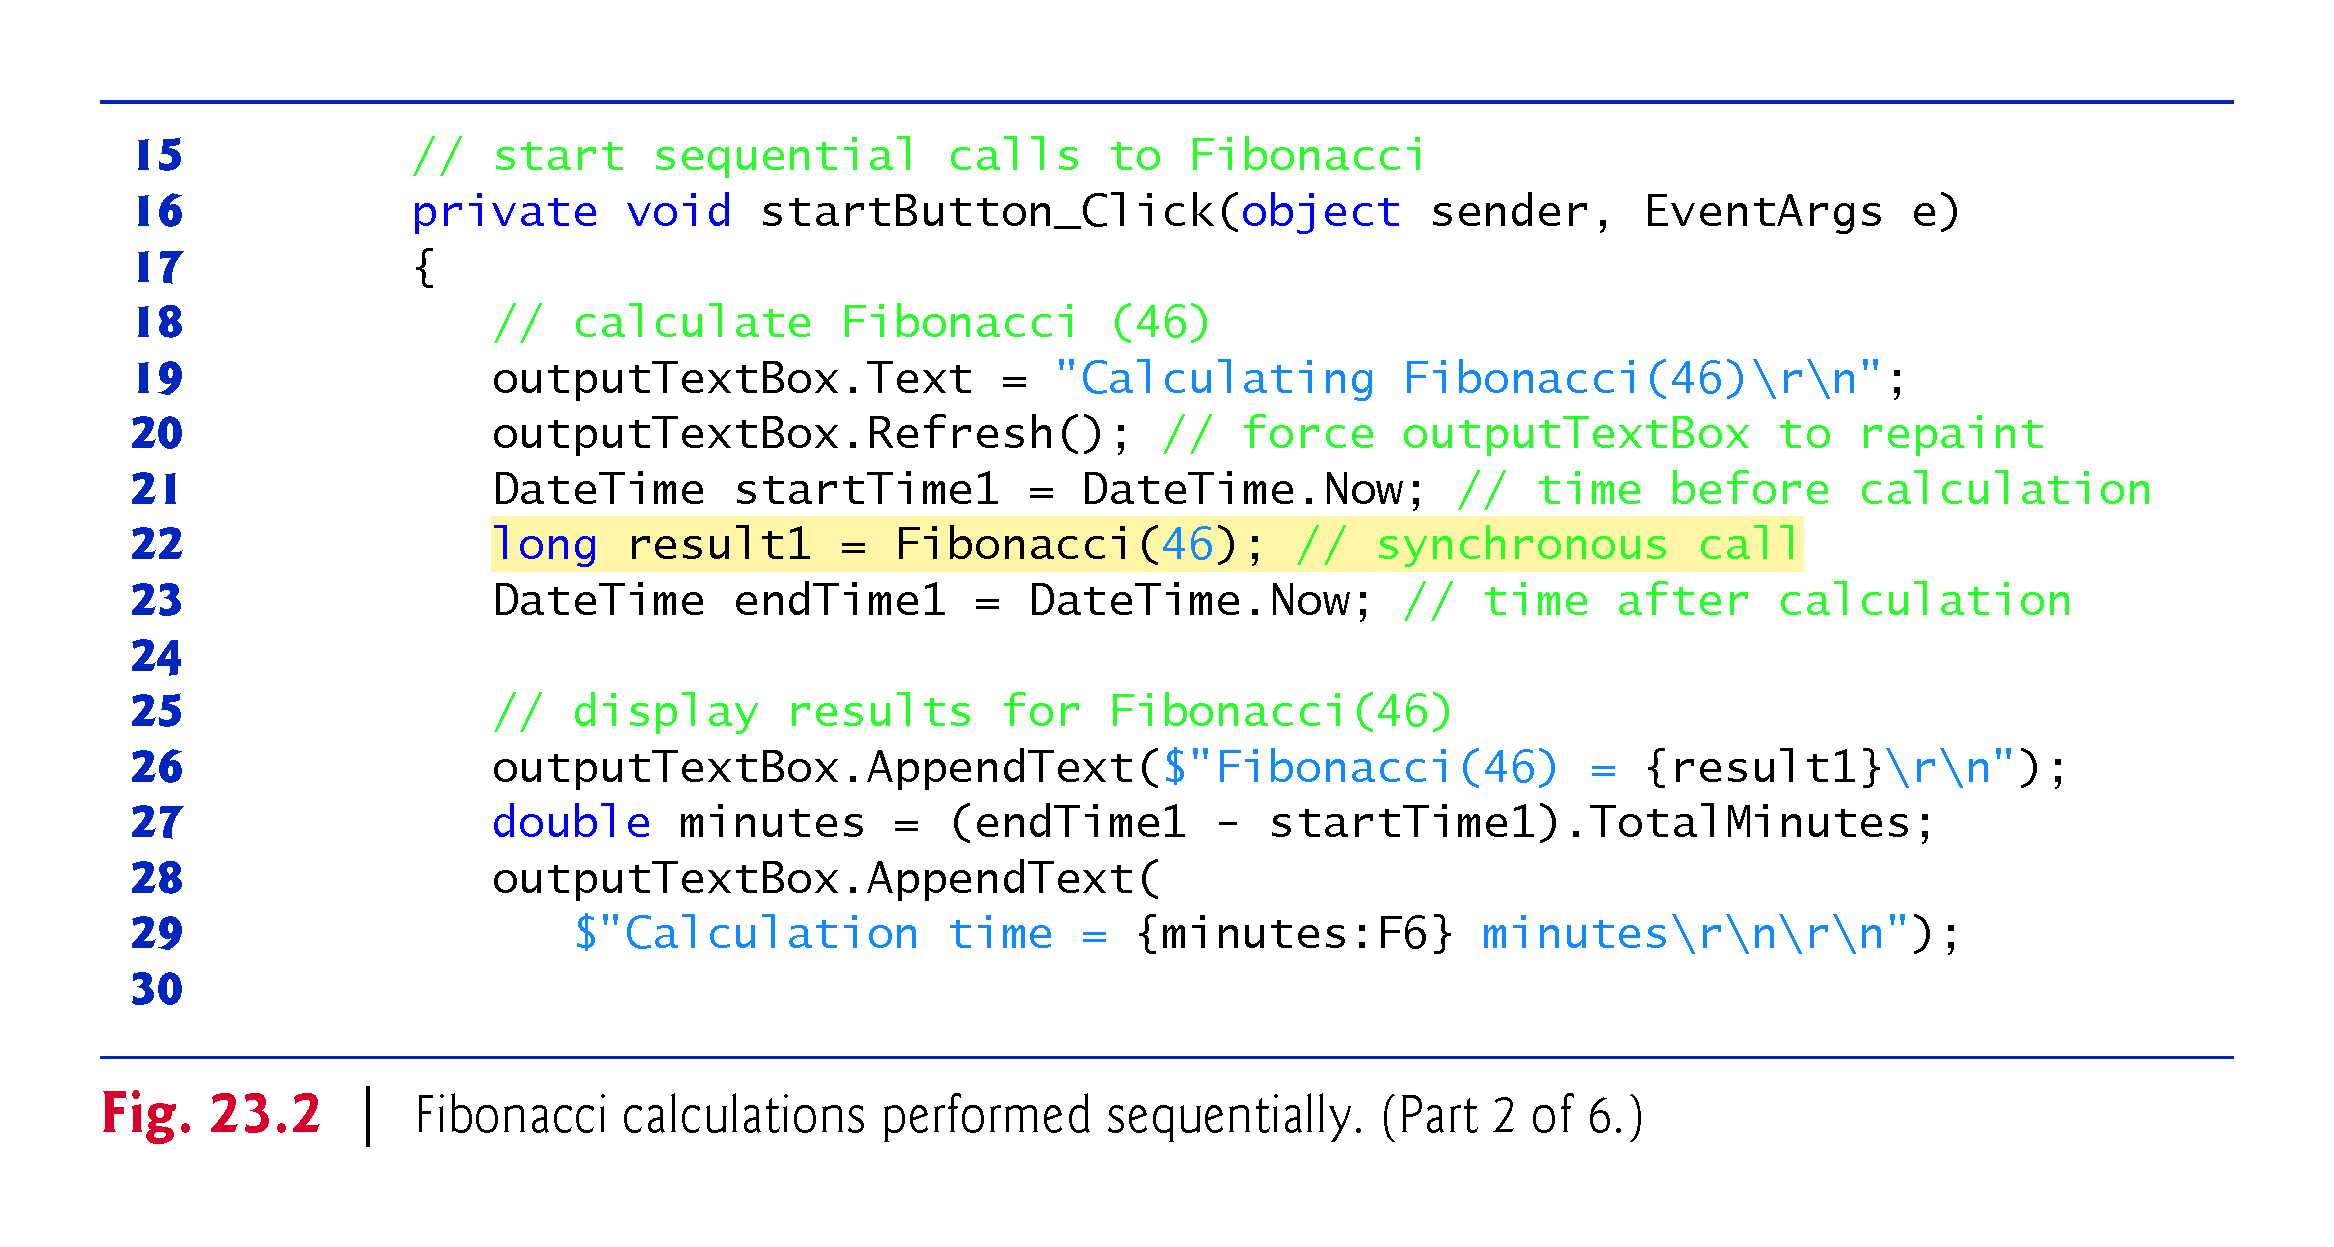 15 // start sequential calls to Fibonacci
16 private void startButton_Click(object sender, EventArgs e)
17 {
18 // calculate Fibonacci (46)
19 outputTextBox.Text = "Calculating Fibonacci(46)\r\n";
20 outputTextBox.Refresh(); // force outputTextBox to repaint
21 DateTime startTime1 = DateTime.Now; // time before calculation
22 long result1 = Fibonacci(46); // synchronous call
23 DateTime endTime1 = DateTime.Now; // time after calculation
24
25 // display results for Fibonacci(46)
26 outputTextBox.AppendText($"Fibonacci(46) = {result1}\r\n");
27 double minutes = (endTime1 - startTime1).TotalMinutes;
28 outputTextBox.AppendText(
29 $"Calculation time = {minutes:F6} minutes\r\n\r\n");
30
Fig. 23.2 | Fibonacci calculations performed sequentially. (Part 2 of 6.)